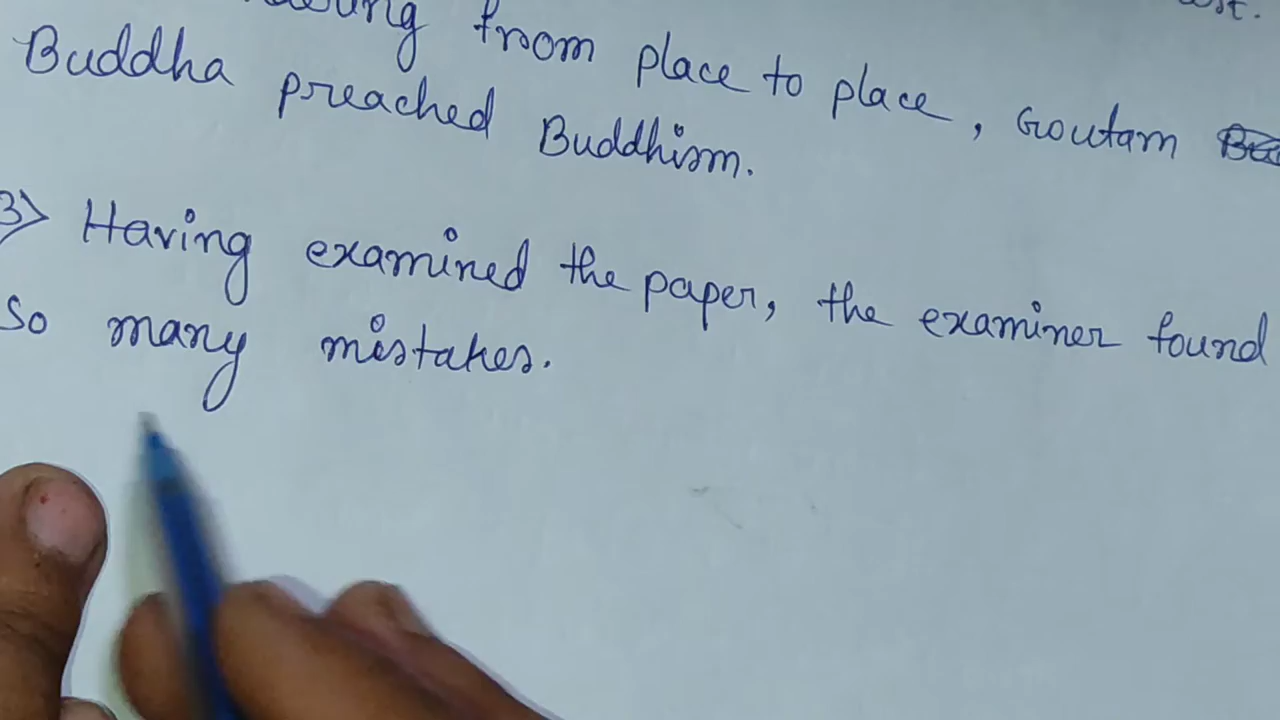 from place to place, Goutam
Buddha preached Buddhism.
3> Having examined the paper, the examiner found
So many mistakes.